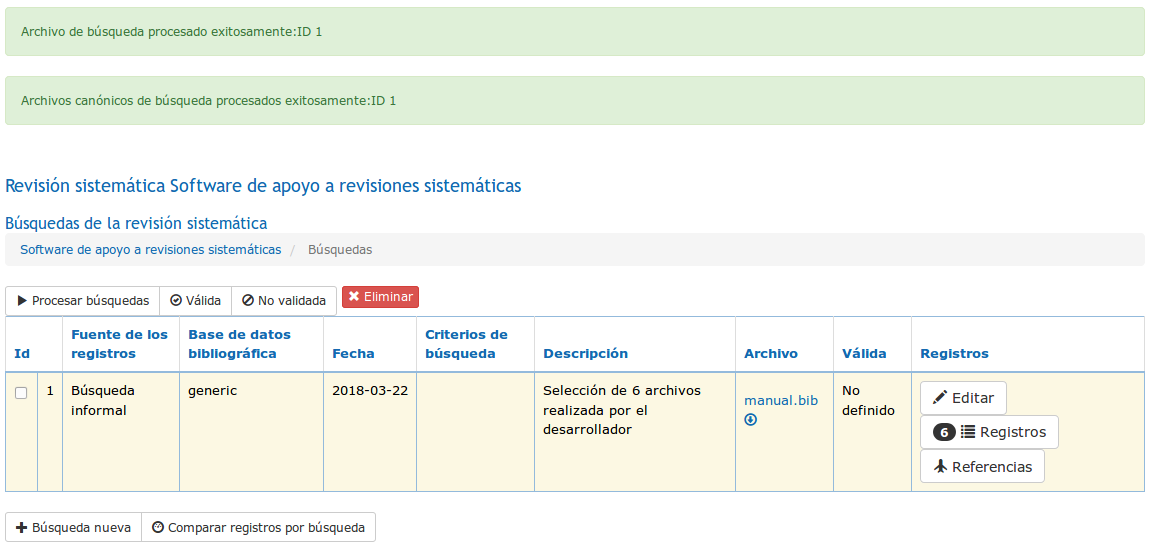 Archivo de búsqueda procesado exitosamente:ID 1
Archivos canónicos de búsqueda procesados exitosamente:ID 1
Revisión sistemática Software de apoyo a revisiones sistemáticas
Búsquedas de la revisión sistemática
Software de apoyo a revisiones sistemáticas / Búsquedas
Procesar búsquedas Válida No validada Eliminar
Id Fuente de los registros Base de datos bibliográfica Fecha Criterios de búsqueda Descripción Archivo Válida Registros
1 Búsqueda informal generic 2018-03-22 Selección de 6 archivos realizada por el desarrollador manual.bib No definido Editar
6 Registros
Referencias
Búsqueda nueva Comparar registros por búsqueda